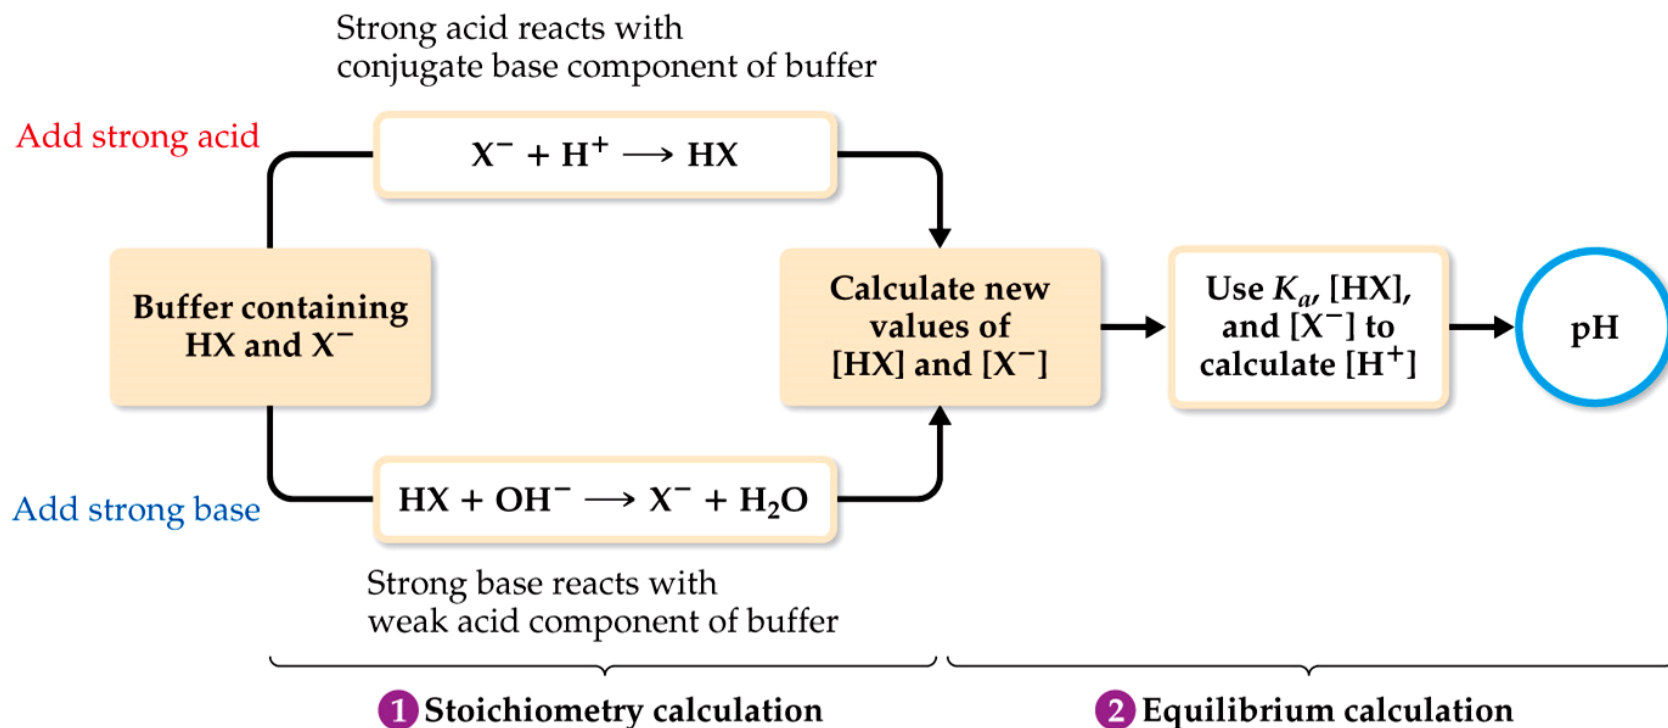 Strong acid reacts with
conjugate base component of buffer
Add strong acid
X⁻ + H⁺ ⟶ HX
Buffer containing
HX and X⁻
Calculate new
values of
[HX] and [X⁻]
Use Kₐ, [HX],
and [X⁻] to
calculate [H⁺]
pH
Add strong base
HX + OH⁻ ⟶ X⁻ + H₂O
Strong base reacts with
weak acid component of buffer
1 Stoichiometry calculation
2 Equilibrium calculation